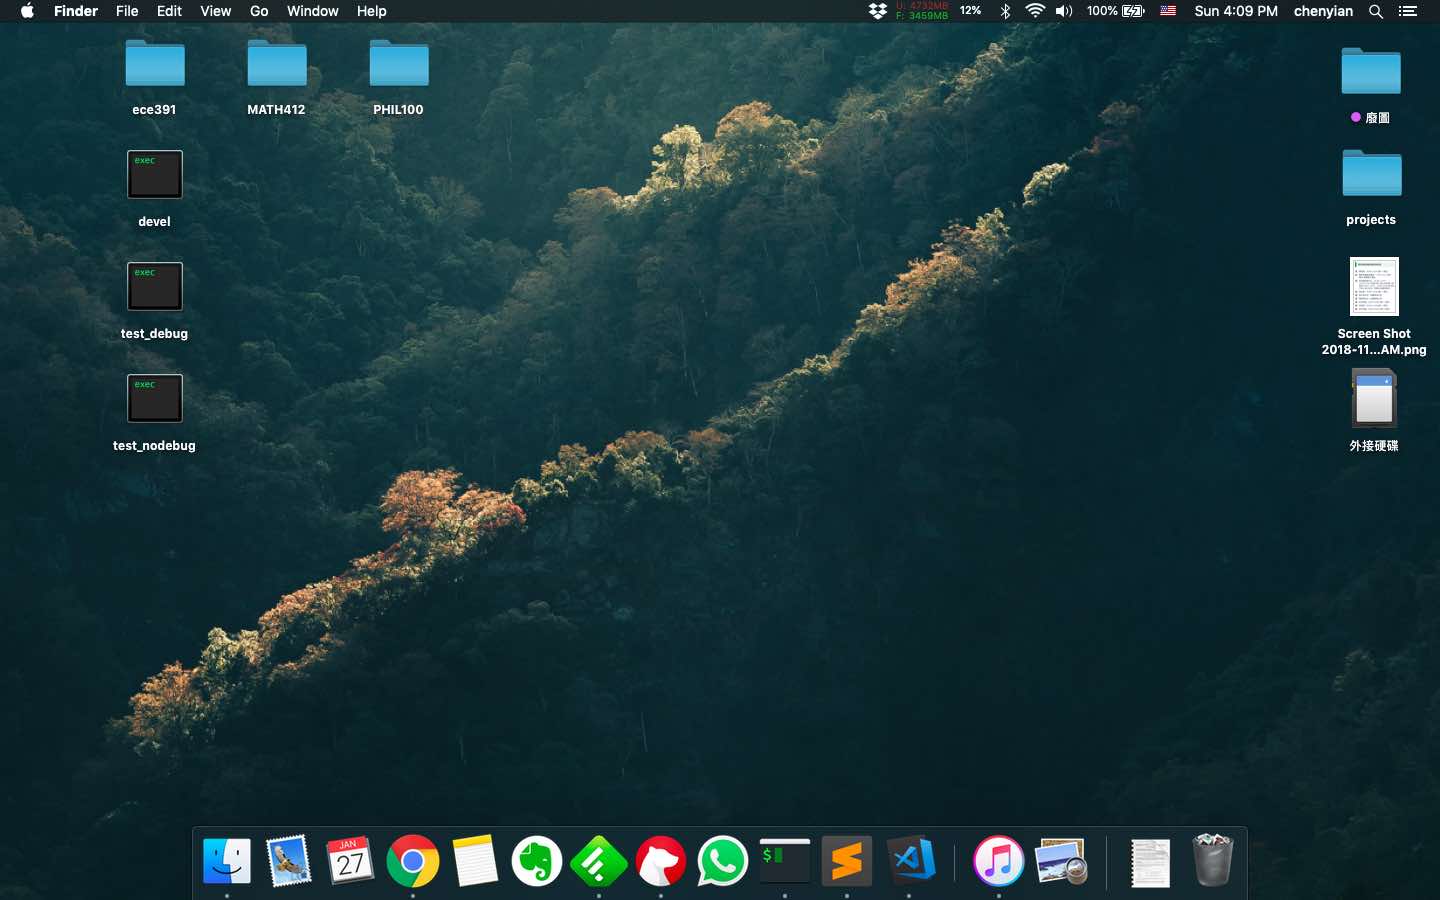 Finder File Edit View Go Window Help
U: 4732MB
F: 3459MB
12%
100%
Sun 4:09 PM chenyian
ece391
MATH412
PHIL100
廢圖
exec
devel
projects
exec
test_debug
Screen Shot
2018-11...AM.png
exec
test_nodebug
外接硬碟
JAN
27
$